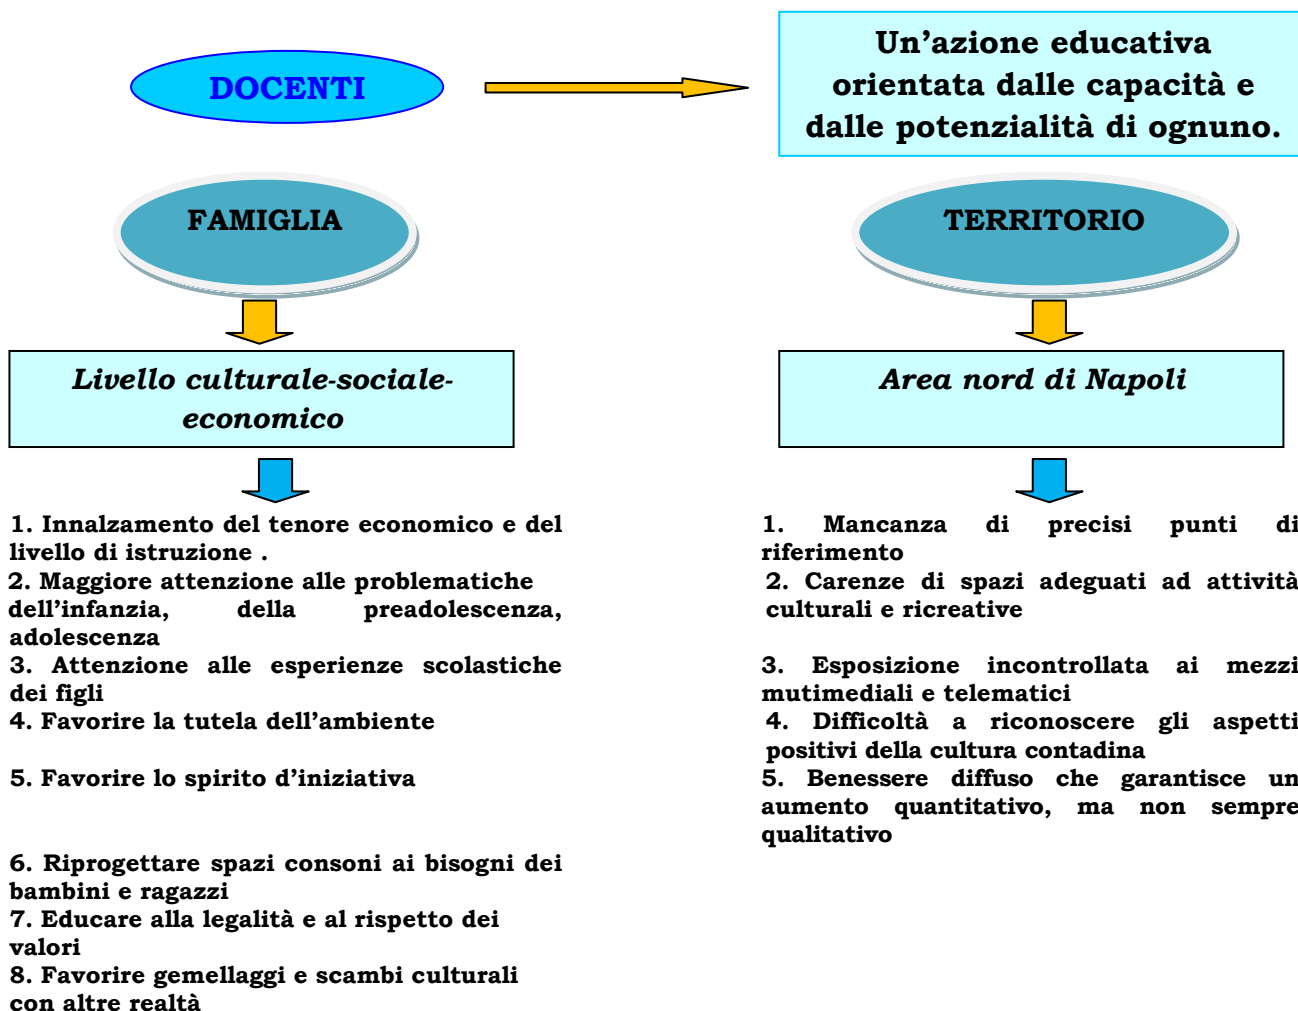 DOCENTI
Un’azione educativa
orientata dalle capacità e
dalle potenzialità di ognuno.
FAMIGLIA
Livello culturale-sociale-
economico
1. Innalzamento del tenore economico e del
livello di istruzione .
2. Maggiore attenzione alle problematiche
dell’infanzia, della preadolescenza,
adolescenza
3. Attenzione alle esperienze scolastiche
dei figli
4. Favorire la tutela dell’ambiente
5. Favorire lo spirito d’iniziativa
6. Riprogettare spazi consoni ai bisogni dei
bambini e ragazzi
7. Educare alla legalità e al rispetto dei
valori
8. Favorire gemellaggi e scambi culturali
con altre realtà
TERRITORIO
Area nord di Napoli
1. Mancanza di precisi punti di
riferimento
2. Carenze di spazi adeguati ad attività
culturali e ricreative
3. Esposizione incontrollata ai mezzi
mutimediali e telematici
4. Difficoltà a riconoscere gli aspetti
positivi della cultura contadina
5. Benessere diffuso che garantisce un
aumento quantitativo, ma non sempre
qualitativo